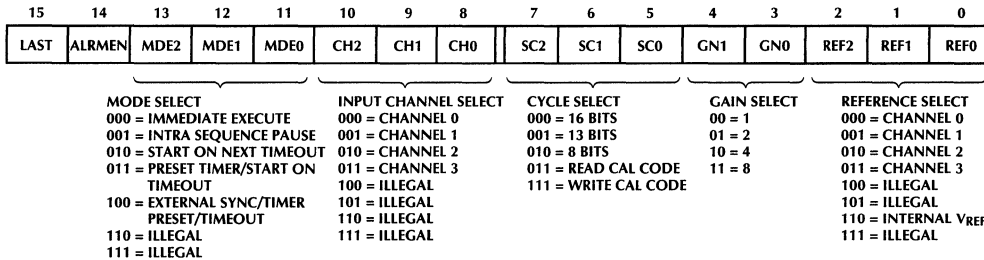 15 14 13 12 11 10 9 8 7 6 5 4 3 2 1 0
LAST ALRMEN MDE2 MDE1 MDE0 CH2 CH1 CH0 SC2 SC1 SC0 GN1 GN0 REF2 REF1 REF0
MODE SELECT
000 = IMMEDIATE EXECUTE
001 = INTRA SEQUENCE PAUSE
010 = START ON NEXT TIMEOUT
011 = PRESET TIMER/START ON
TIMEOUT
100 = EXTERNAL SYNC/TIMER
PRESET/TIMEOUT
110 = ILLEGAL
111 = ILLEGAL
INPUT CHANNEL SELECT
000 = CHANNEL 0
001 = CHANNEL 1
010 = CHANNEL 2
011 = CHANNEL 3
100 = ILLEGAL
101 = ILLEGAL
110 = ILLEGAL
111 = ILLEGAL
CYCLE SELECT
000 = 16 BITS
001 = 13 BITS
010 = 8 BITS
011 = READ CAL CODE
111 = WRITE CAL CODE
GAIN SELECT
00 = 1
01 = 2
10 = 4
11 = 8
REFERENCE SELECT
000 = CHANNEL 0
001 = CHANNEL 1
010 = CHANNEL 2
011 = CHANNEL 3
100 = ILLEGAL
101 = ILLEGAL
110 = INTERNAL VREF
111 = ILLEGAL